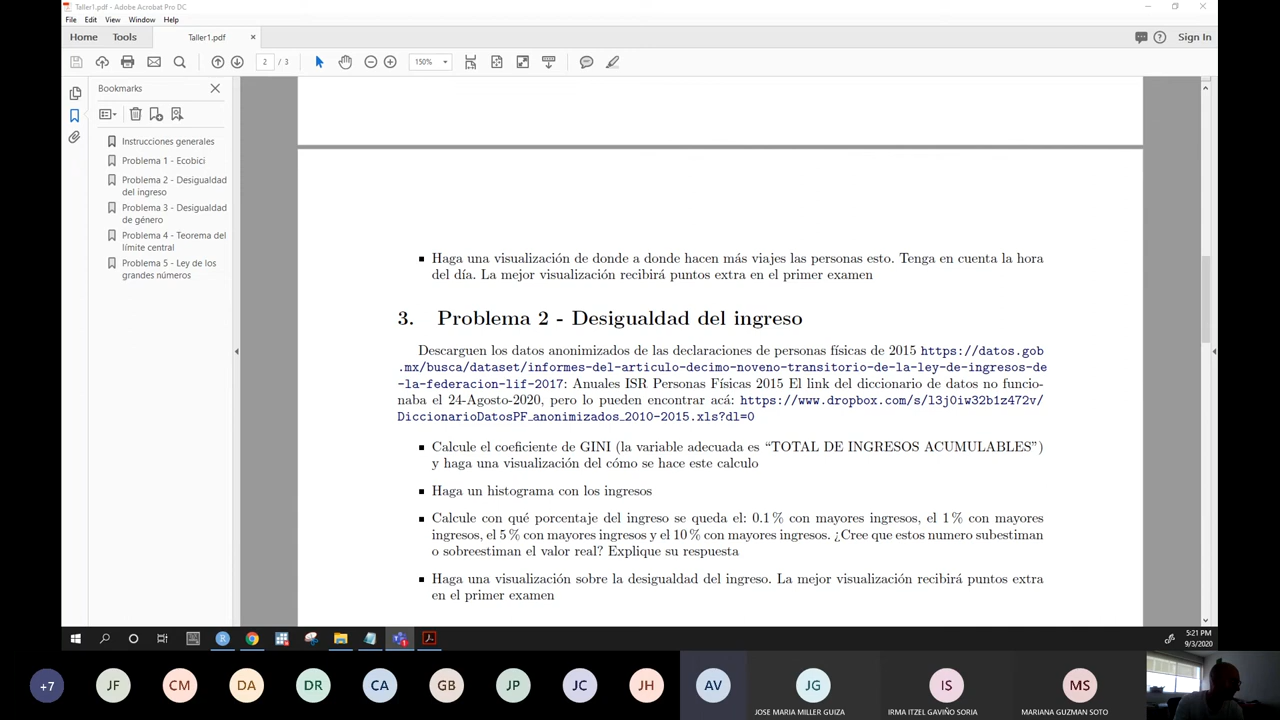 Taller1.pdf - Adobe Acrobat Pro DC
File Edit View Window Help
Home Tools Taller1.pdf × Sign In
2 / 3 150%
Bookmarks
Instrucciones generales
Problema 1 - Ecobici
Problema 2 - Desigualdad
del ingreso
Problema 3 - Desigualdad
de género
Problema 4 - Teorema del
límite central
Problema 5 - Ley de los
grandes números
▪ Haga una visualización de donde a donde hacen más viajes las personas esto. Tenga en cuenta la hora
del día. La mejor visualización recibirá puntos extra en el primer examen
3. Problema 2 - Desigualdad del ingreso
Descarguen los datos anonimizados de las declaraciones de personas físicas de 2015 https://datos.gob
.mx/busca/dataset/informes-del-articulo-decimo-noveno-transitorio-de-la-ley-de-ingresos-de
-la-federacion-lif-2017: Anuales ISR Personas Físicas 2015 El link del diccionario de datos no funcio-
naba el 24-Agosto-2020, pero lo pueden encontrar acá: https://www.dropbox.com/s/l3j0iw32b1z472v/
DiccionarioDatosPF_anonimizados_2010-2015.xls?dl=0
▪ Calcule el coeficiente de GINI (la variable adecuada es “TOTAL DE INGRESOS ACUMULABLES”)
y haga una visualización del cómo se hace este calculo
▪ Haga un histograma con los ingresos
▪ Calcule con qué porcentaje del ingreso se queda el: 0.1 % con mayores ingresos, el 1 % con mayores
ingresos, el 5 % con mayores ingresos y el 10 % con mayores ingresos. ¿Cree que estos numero subestiman
o sobreestiman el valor real? Explique su respuesta
▪ Haga una visualización sobre la desigualdad del ingreso. La mejor visualización recibirá puntos extra
en el primer examen
5:21 PM
9/3/2020
+7 JF CM DA DR CA GB JP JC JH AV JG IS MS
JOSE MARIA MILLER GUIZA IRMA ITZEL GAVIÑO SORIA MARIANA GUZMAN SOTO